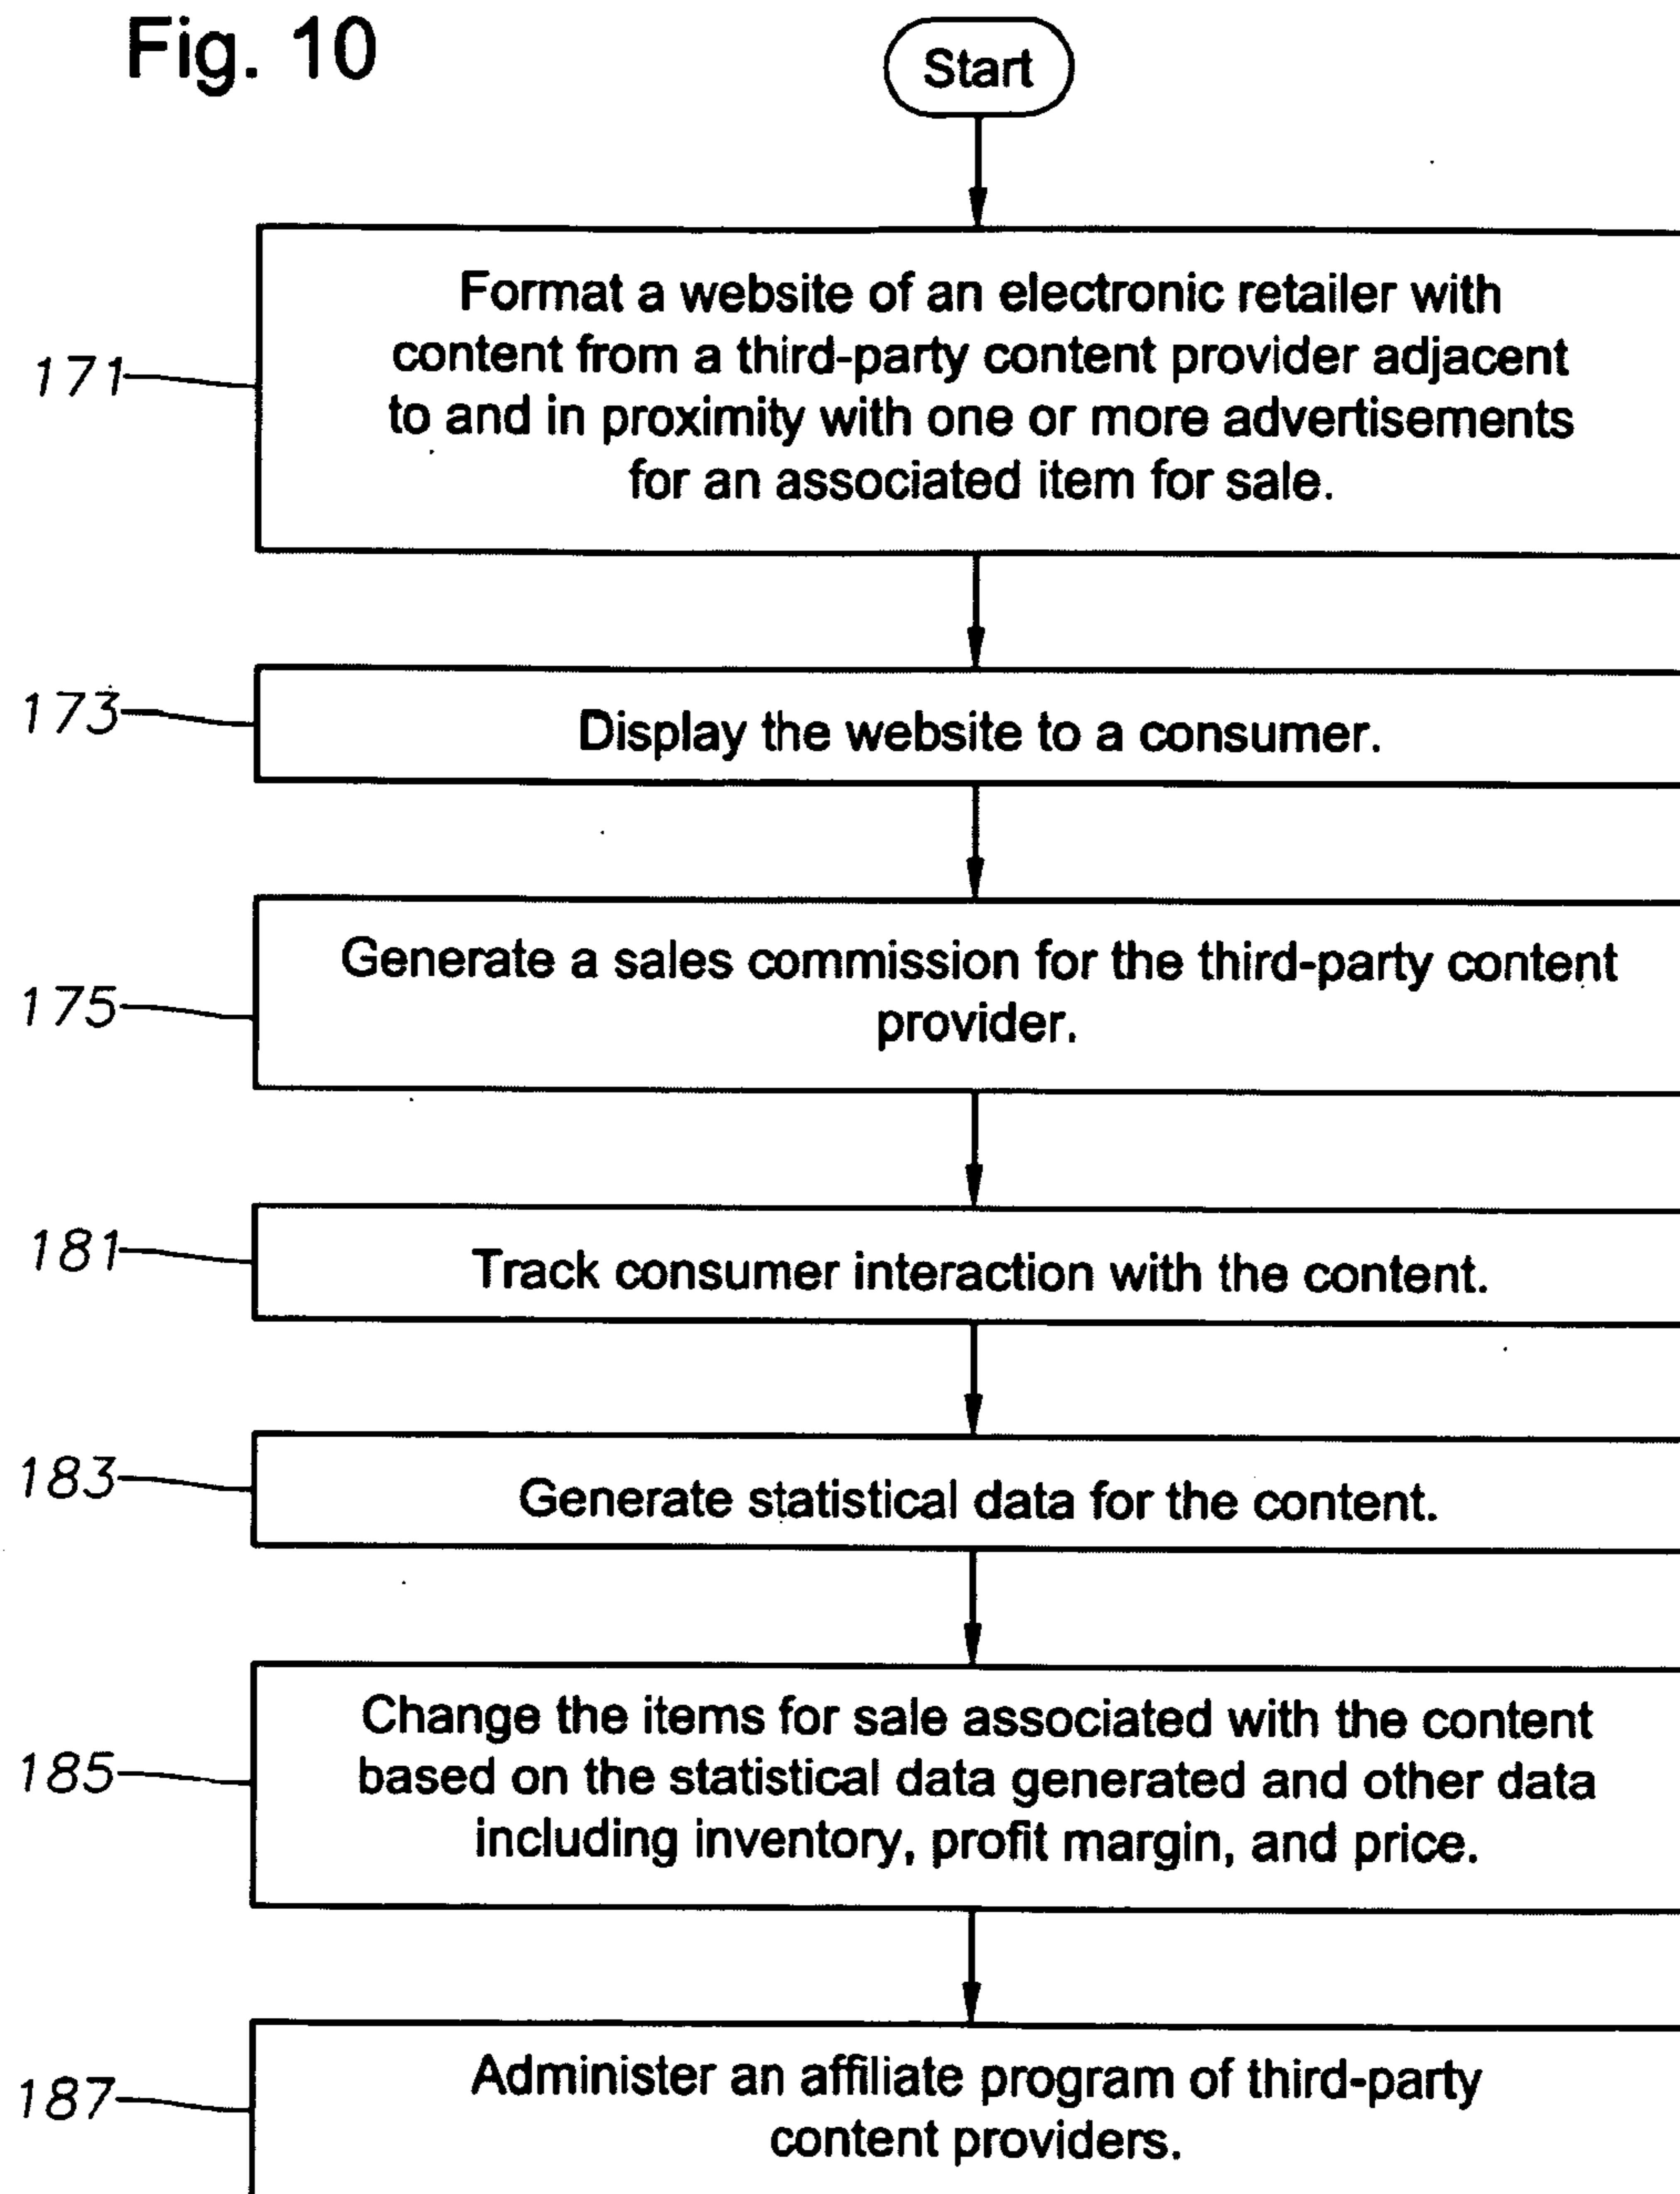 Fig. 10
Start
171
Format a website of an electronic retailer with
content from a third-party content provider adjacent
to and in proximity with one or more advertisements
for an associated item for sale.
173
Display the website to a consumer.
175
Generate a sales commission for the third-party content
provider.
181
Track consumer interaction with the content.
183
Generate statistical data for the content.
185
Change the items for sale associated with the content
based on the statistical data generated and other data
including inventory, profit margin, and price.
187
Administer an affiliate program of third-party
content providers.